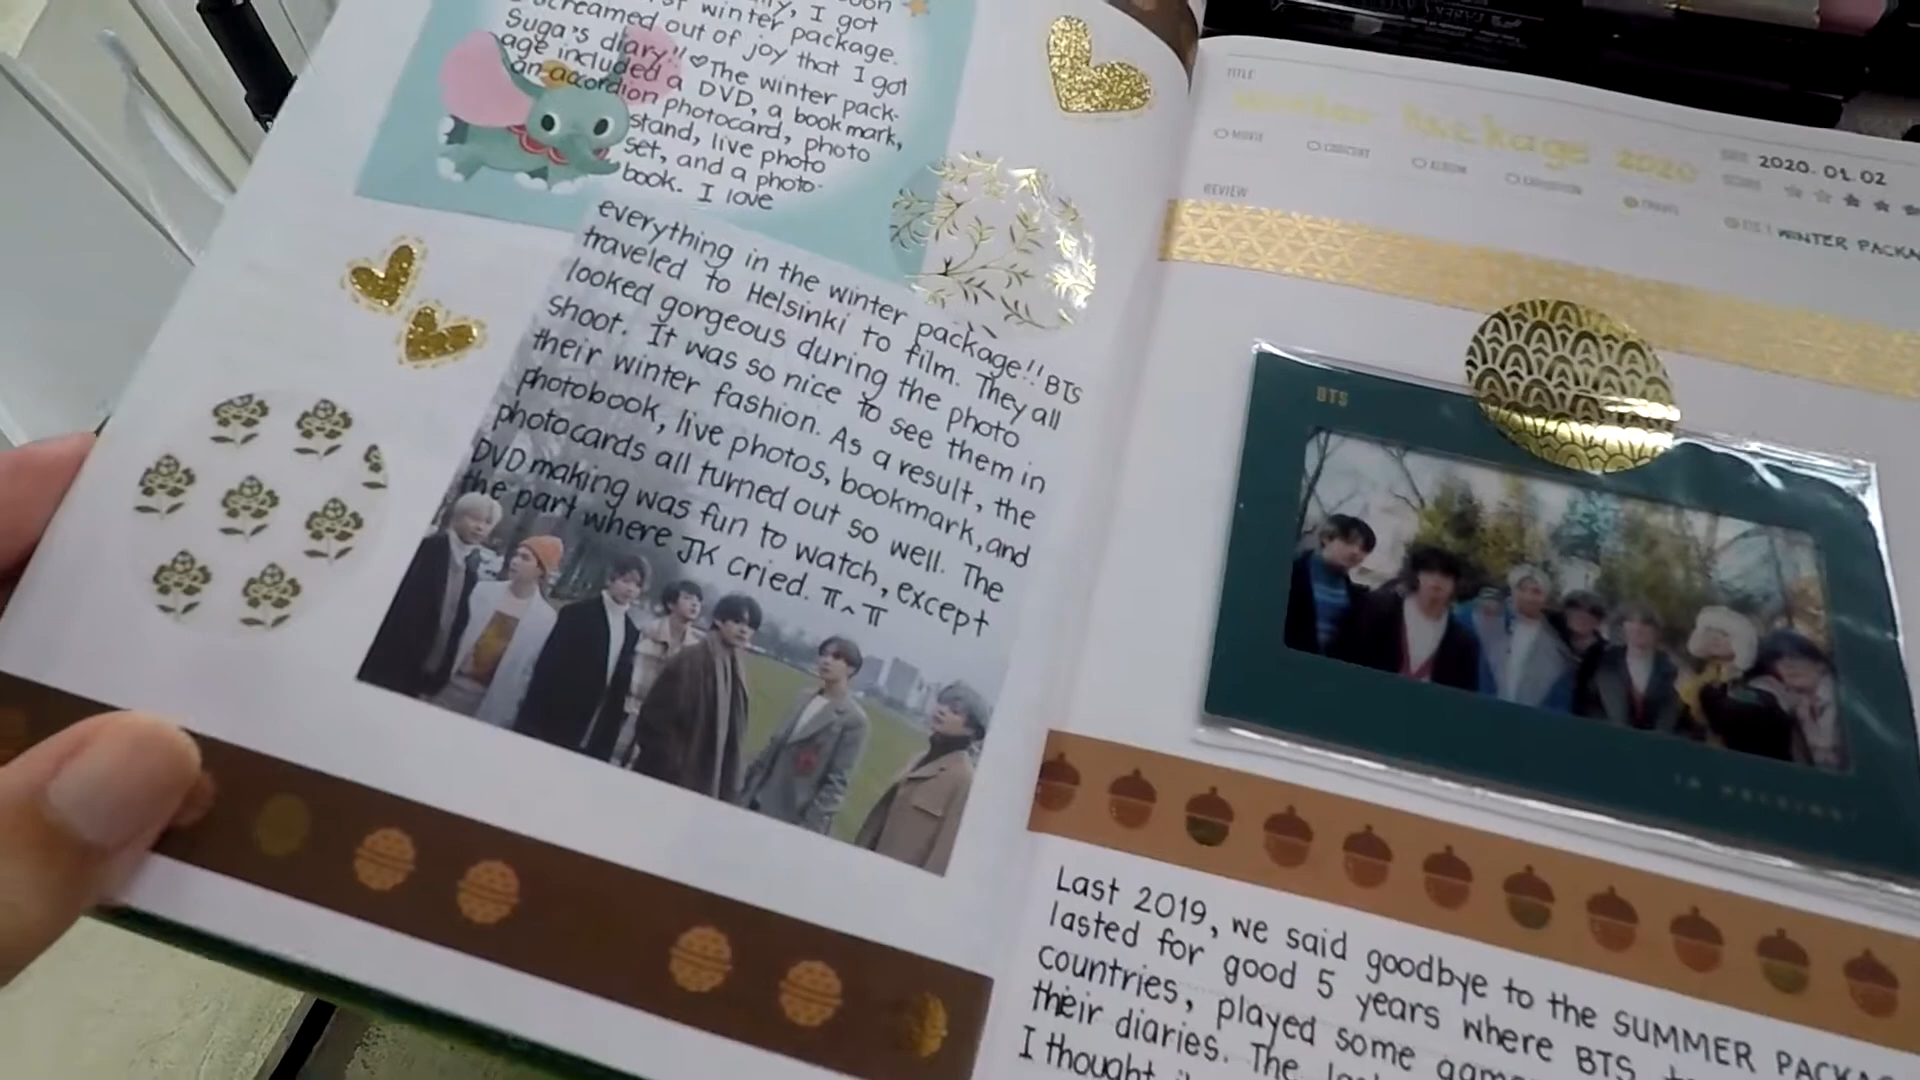 I got
winter package.
screamed out of joy that I got
Suga's diary!! ♡The winter pack-
age included a DVD, a bookmark,
an accordion photocard, photo
stand, live photo
set, and a photo-
book. I love
everything in the winter package!! BTS
traveled to Helsinki to film. They all
looked gorgeous during the photo
shoot. It was so nice to see them in
their winter fashion. As a result, the
photobook, live photos, bookmark, and
photocards all turned out so well. The
DVD making was fun to watch, except
the part where JK cried. π^π
TITLE
winter package 2020
DATE 2020.01.02
MOVIE
CONCERT
ALBUM
EXHIBITION
TRAVEL
ETC
WINTER PACKA
REVIEW
BTS
IN HELSINKI
Last 2019, we said goodbye to the SUMMER PACKA
lasted for good 5 years where BTS
countries, played some
their diaries. The
I thought